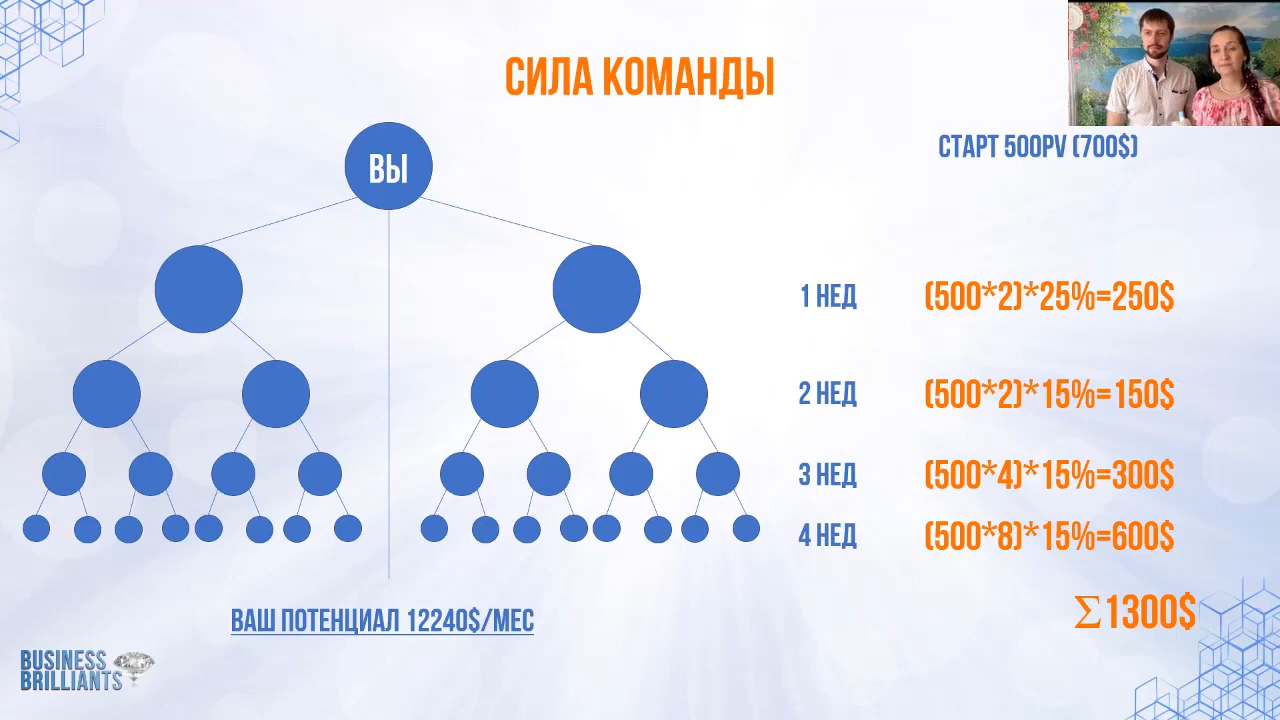 СИЛА КОМАНДЫ
СТАРТ 500PV (700$)
ВЫ
1 НЕД (500*2)*25%=250$
2 НЕД (500*2)*15%=150$
3 НЕД (500*4)*15%=300$
4 НЕД (500*8)*15%=600$
∑1300$
ВАШ ПОТЕНЦИАЛ 12240$/МЕС
BUSINESS
BRILLIANTS